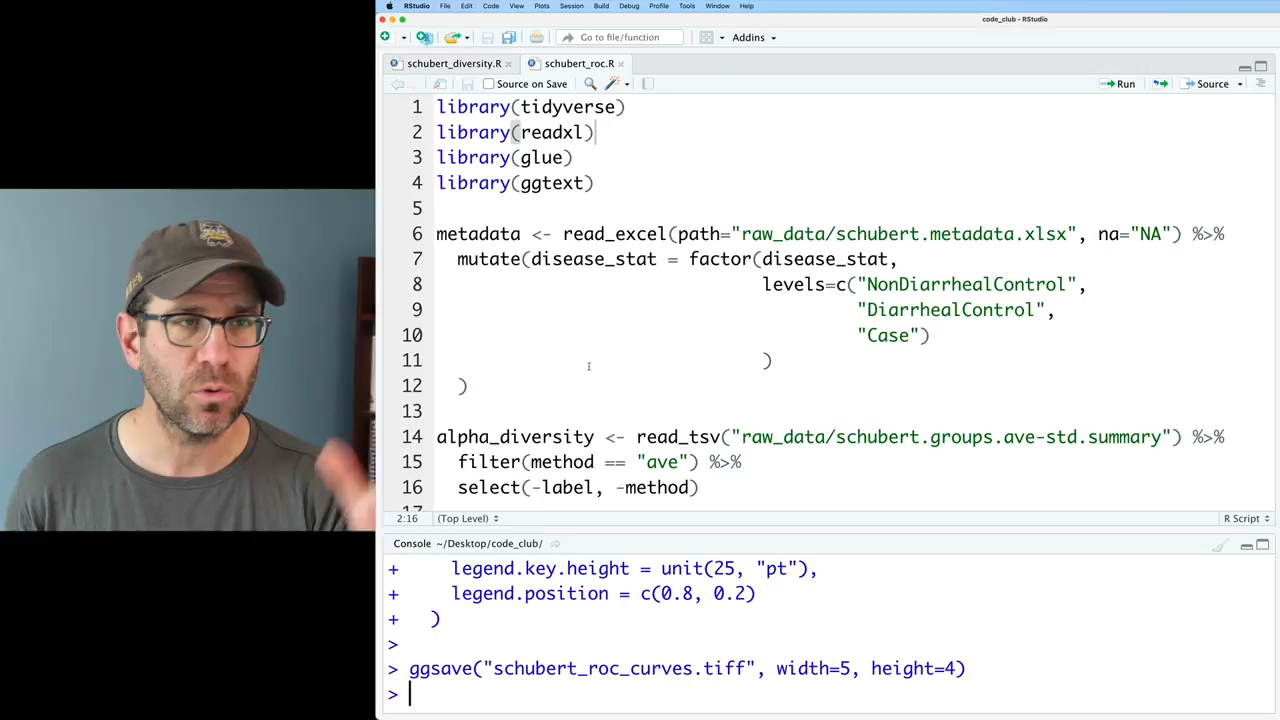 RStudio File Edit Code View Plots Session Build Debug Profile Tools Window Help
code_club - RStudio
Go to file/function Addins
schubert_diversity.R schubert_roc.R
Source on Save Run Source
1 library(tidyverse)
2 library(readxl)
3 library(glue)
4 library(ggtext)
5
6 metadata <- read_excel(path="raw_data/schubert.metadata.xlsx", na="NA") %>%
7 mutate(disease_stat = factor(disease_stat,
8 levels=c("NonDiarrhealControl",
9 "DiarrhealControl",
10 "Case")
11 )
12 )
13
14 alpha_diversity <- read_tsv("raw_data/schubert.groups.ave-std.summary") %>%
15 filter(method == "ave") %>%
16 select(-label, -method)
17
2:16 (Top Level) R Script
Console ~/Desktop/code_club/
+ legend.key.height = unit(25, "pt"),
+ legend.position = c(0.8, 0.2)
+ )
>
> ggsave("schubert_roc_curves.tiff", width=5, height=4)
>